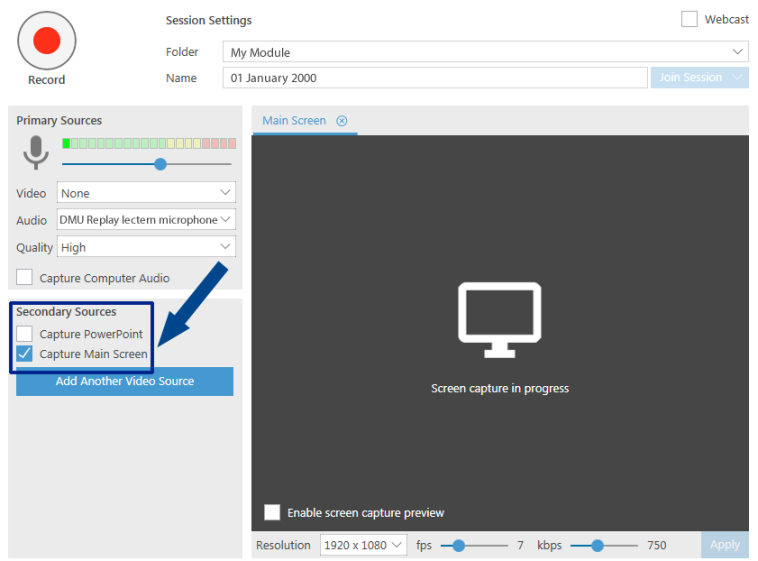 Session Settings
Webcast
Folder My Module
Record
Name 01 January 2000 Join Session
Primary Sources
Video None
Audio DMU Replay lectern microphone
Quality High
Capture Computer Audio
Secondary Sources
Capture PowerPoint
Capture Main Screen
Add Another Video Source
Main Screen
Screen capture in progress
Enable screen capture preview
Resolution 1920 x 1080 fps 7 kbps 750 Apply